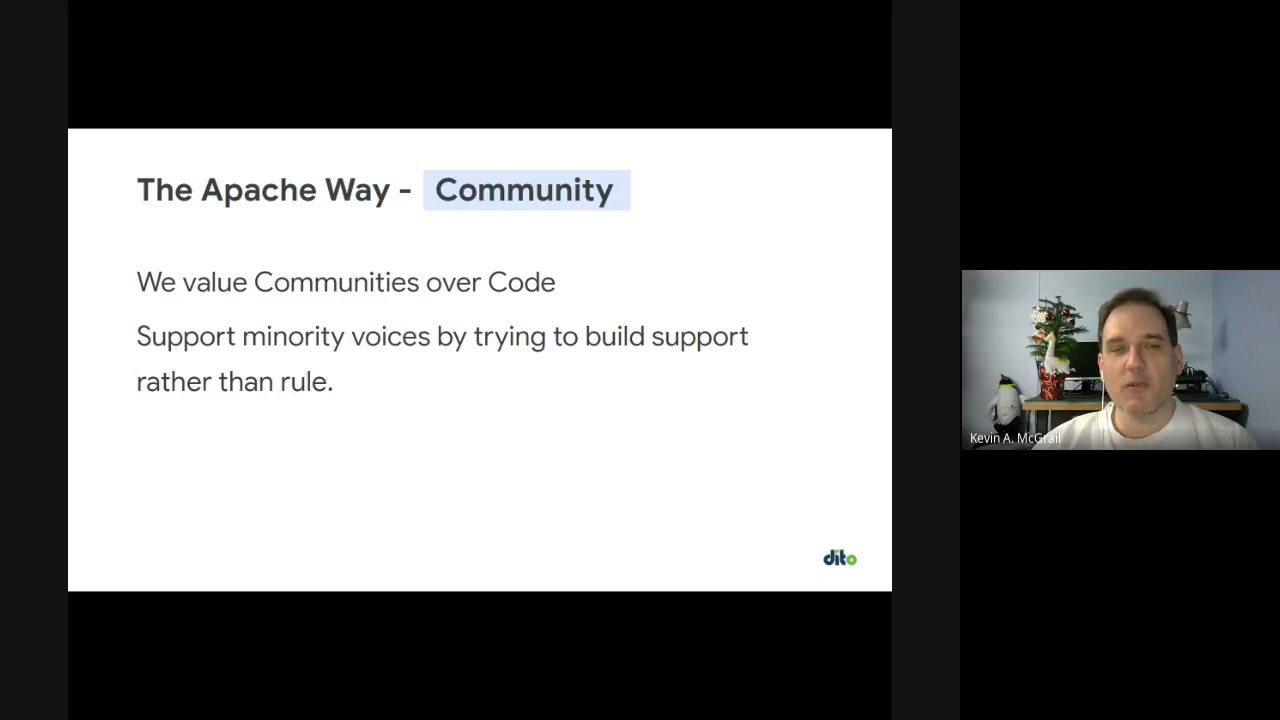 The Apache Way - Community
We value Communities over Code
Support minority voices by trying to build support
rather than rule.
dito
Kevin A. McGrail